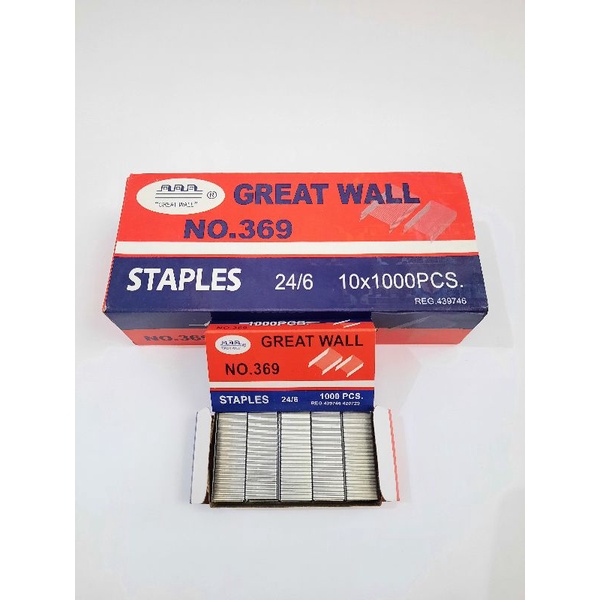 "GREAT WALL"
®
GREAT WALL
NO.369
STAPLES 24/6 10x1000PCS.
REG.439746
NO.369
1000PCS.
GREAT WALL
NO.369
STAPLES 24/6 1000 PCS.